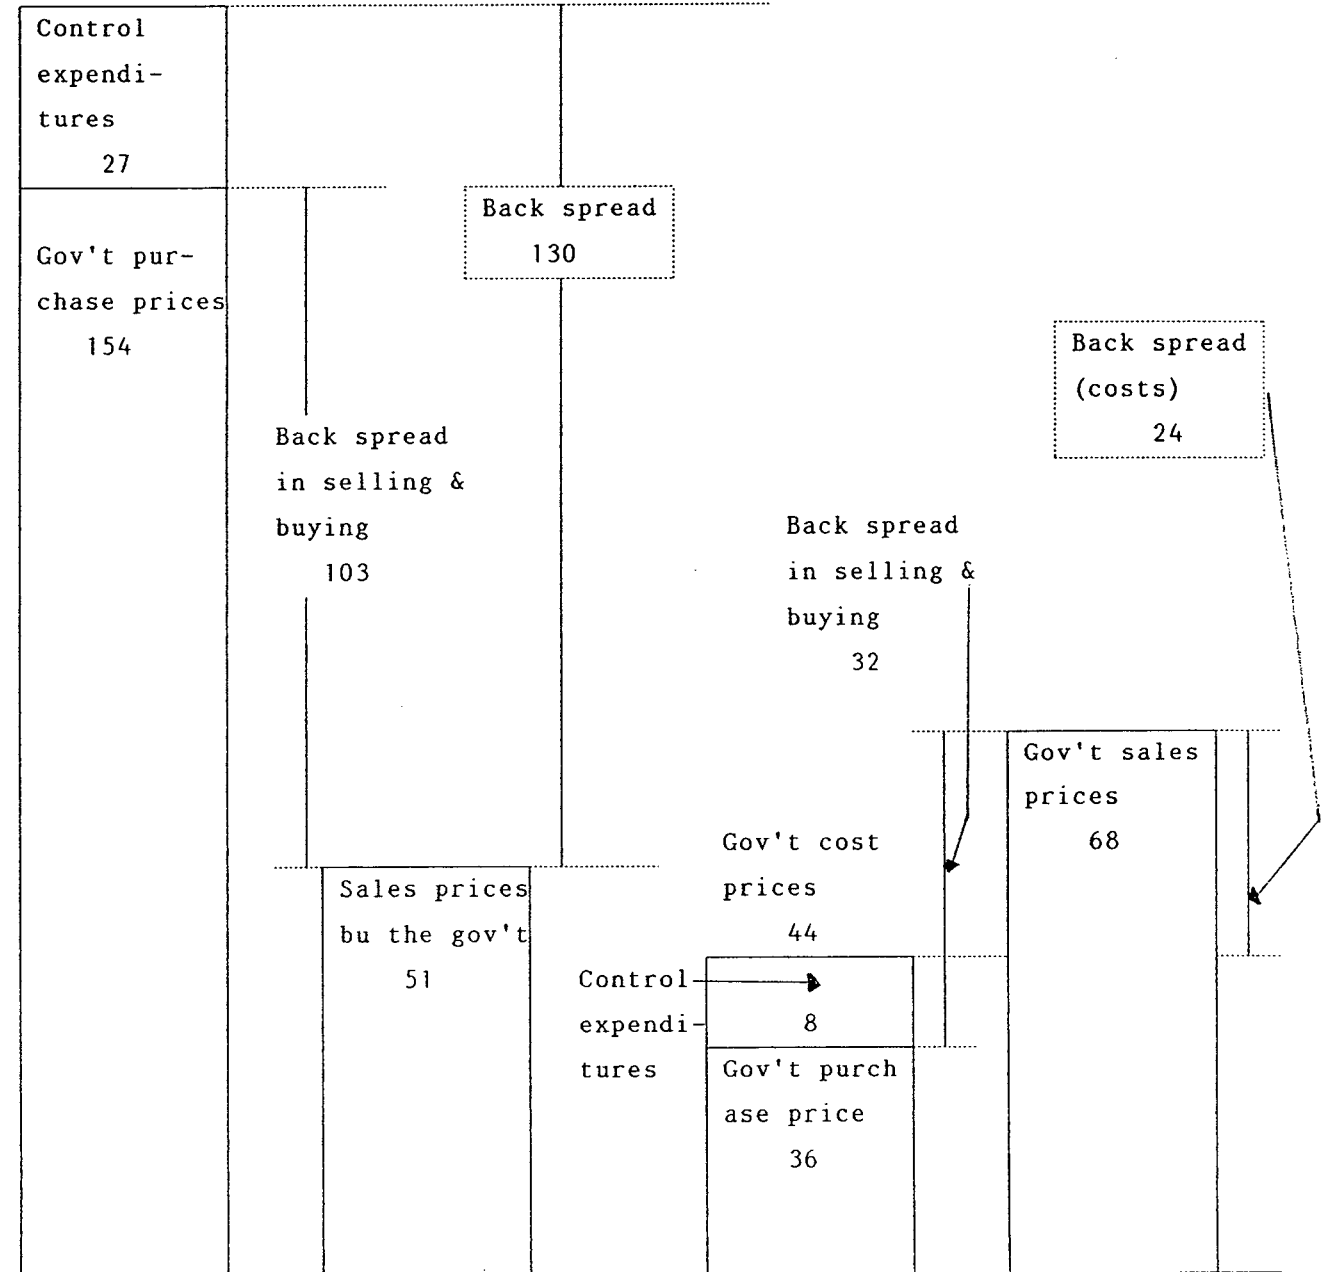 Control
expendi-
tures
27
Gov't pur-
chase prices
154
Back spread
130
Back spread
in selling &
buying
103
Sales prices
bu the gov't
51
Back spread
(costs)
24
Back spread
in selling &
buying
32
Gov't sales
prices
68
Gov't cost
prices
44
Control
expendi-
tures
8
Gov't purch
ase price
36